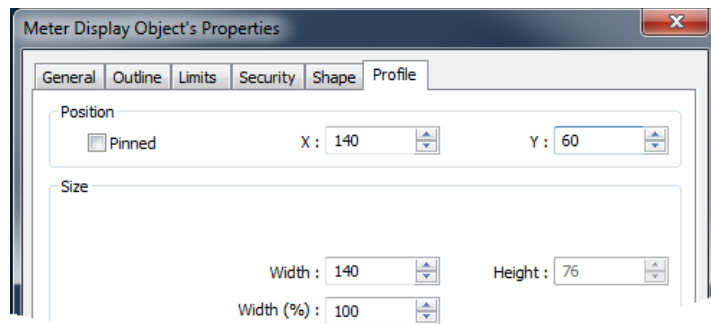 Meter Display Object's Properties
General Outline Limits Security Shape Profile
Position
Pinned X : 140 Y : 60
Size
Width : 140 Height : 76
Width (%) : 100